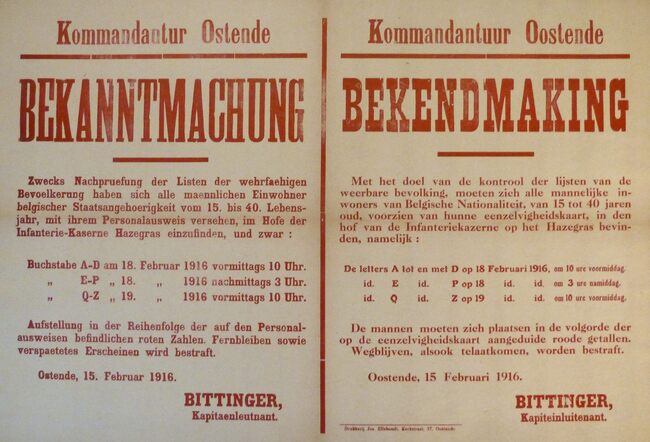 Kommandantur Ostende
BEKANNTMACHUNG
Zwecks Nachpruefung der Listen der wehrfaehigen
Bevoelkerung haben sich alle maennlichen Einwohner
belgischer Staatsangehoerigkeit vom 15. bis 40. Lebens-
jahr, mit ihrem Personalausweis versehen, im Hofe der
Infanterie-Kaserne Hazegras einzufinden, und zwar :
Buchstabe A-D am 18. Februar 1916 vormittags 10 Uhr.
„ E-P „ 18. „ 1916 nachmittags 3 Uhr.
„ Q-Z „ 19. „ 1916 vormittags 10 Uhr.
Aufstellung in der Reihenfolge der auf den Personal-
ausweisen befindlichen roten Zahlen. Fernbleiben sowie
verspaetetes Erscheinen wird bestraft.
Ostende, 15. Februar 1916.
BITTINGER,
Kapitaenleutnant.
Kommandantuur Oostende
BEKENDMAKING
Met het doel van de kontrool der lijsten van de
weerbare bevolking, moeten zich alle mannelijke in-
woners van Belgische Nationaliteit, van 15 tot 40 jaren
oud, voorzien van hunne eenzelvigheidskaart, in den
hof van de Infanteriekazerne op het Hazegras bevin-
den, namelijk :
De letters A tot en met D op 18 Februari 1916, om 10 ure voormiddag.
id. E id. P op 18 id. id. om 3 ure namiddag.
id. Q id. Z op 19 id. id. om 10 ure voormiddag.
De mannen moeten zich plaatsen in de volgorde der
op de eenzelvigheidskaart aangeduide roode getallen.
Wegblijven, alsook telaatkomen, worden bestraft.
Oostende, 15 Februari 1916.
BITTINGER,
Kapiteinluitenant.
Drukkerij Jos. Elleboudt, Kerkstraat, 37, Oostende